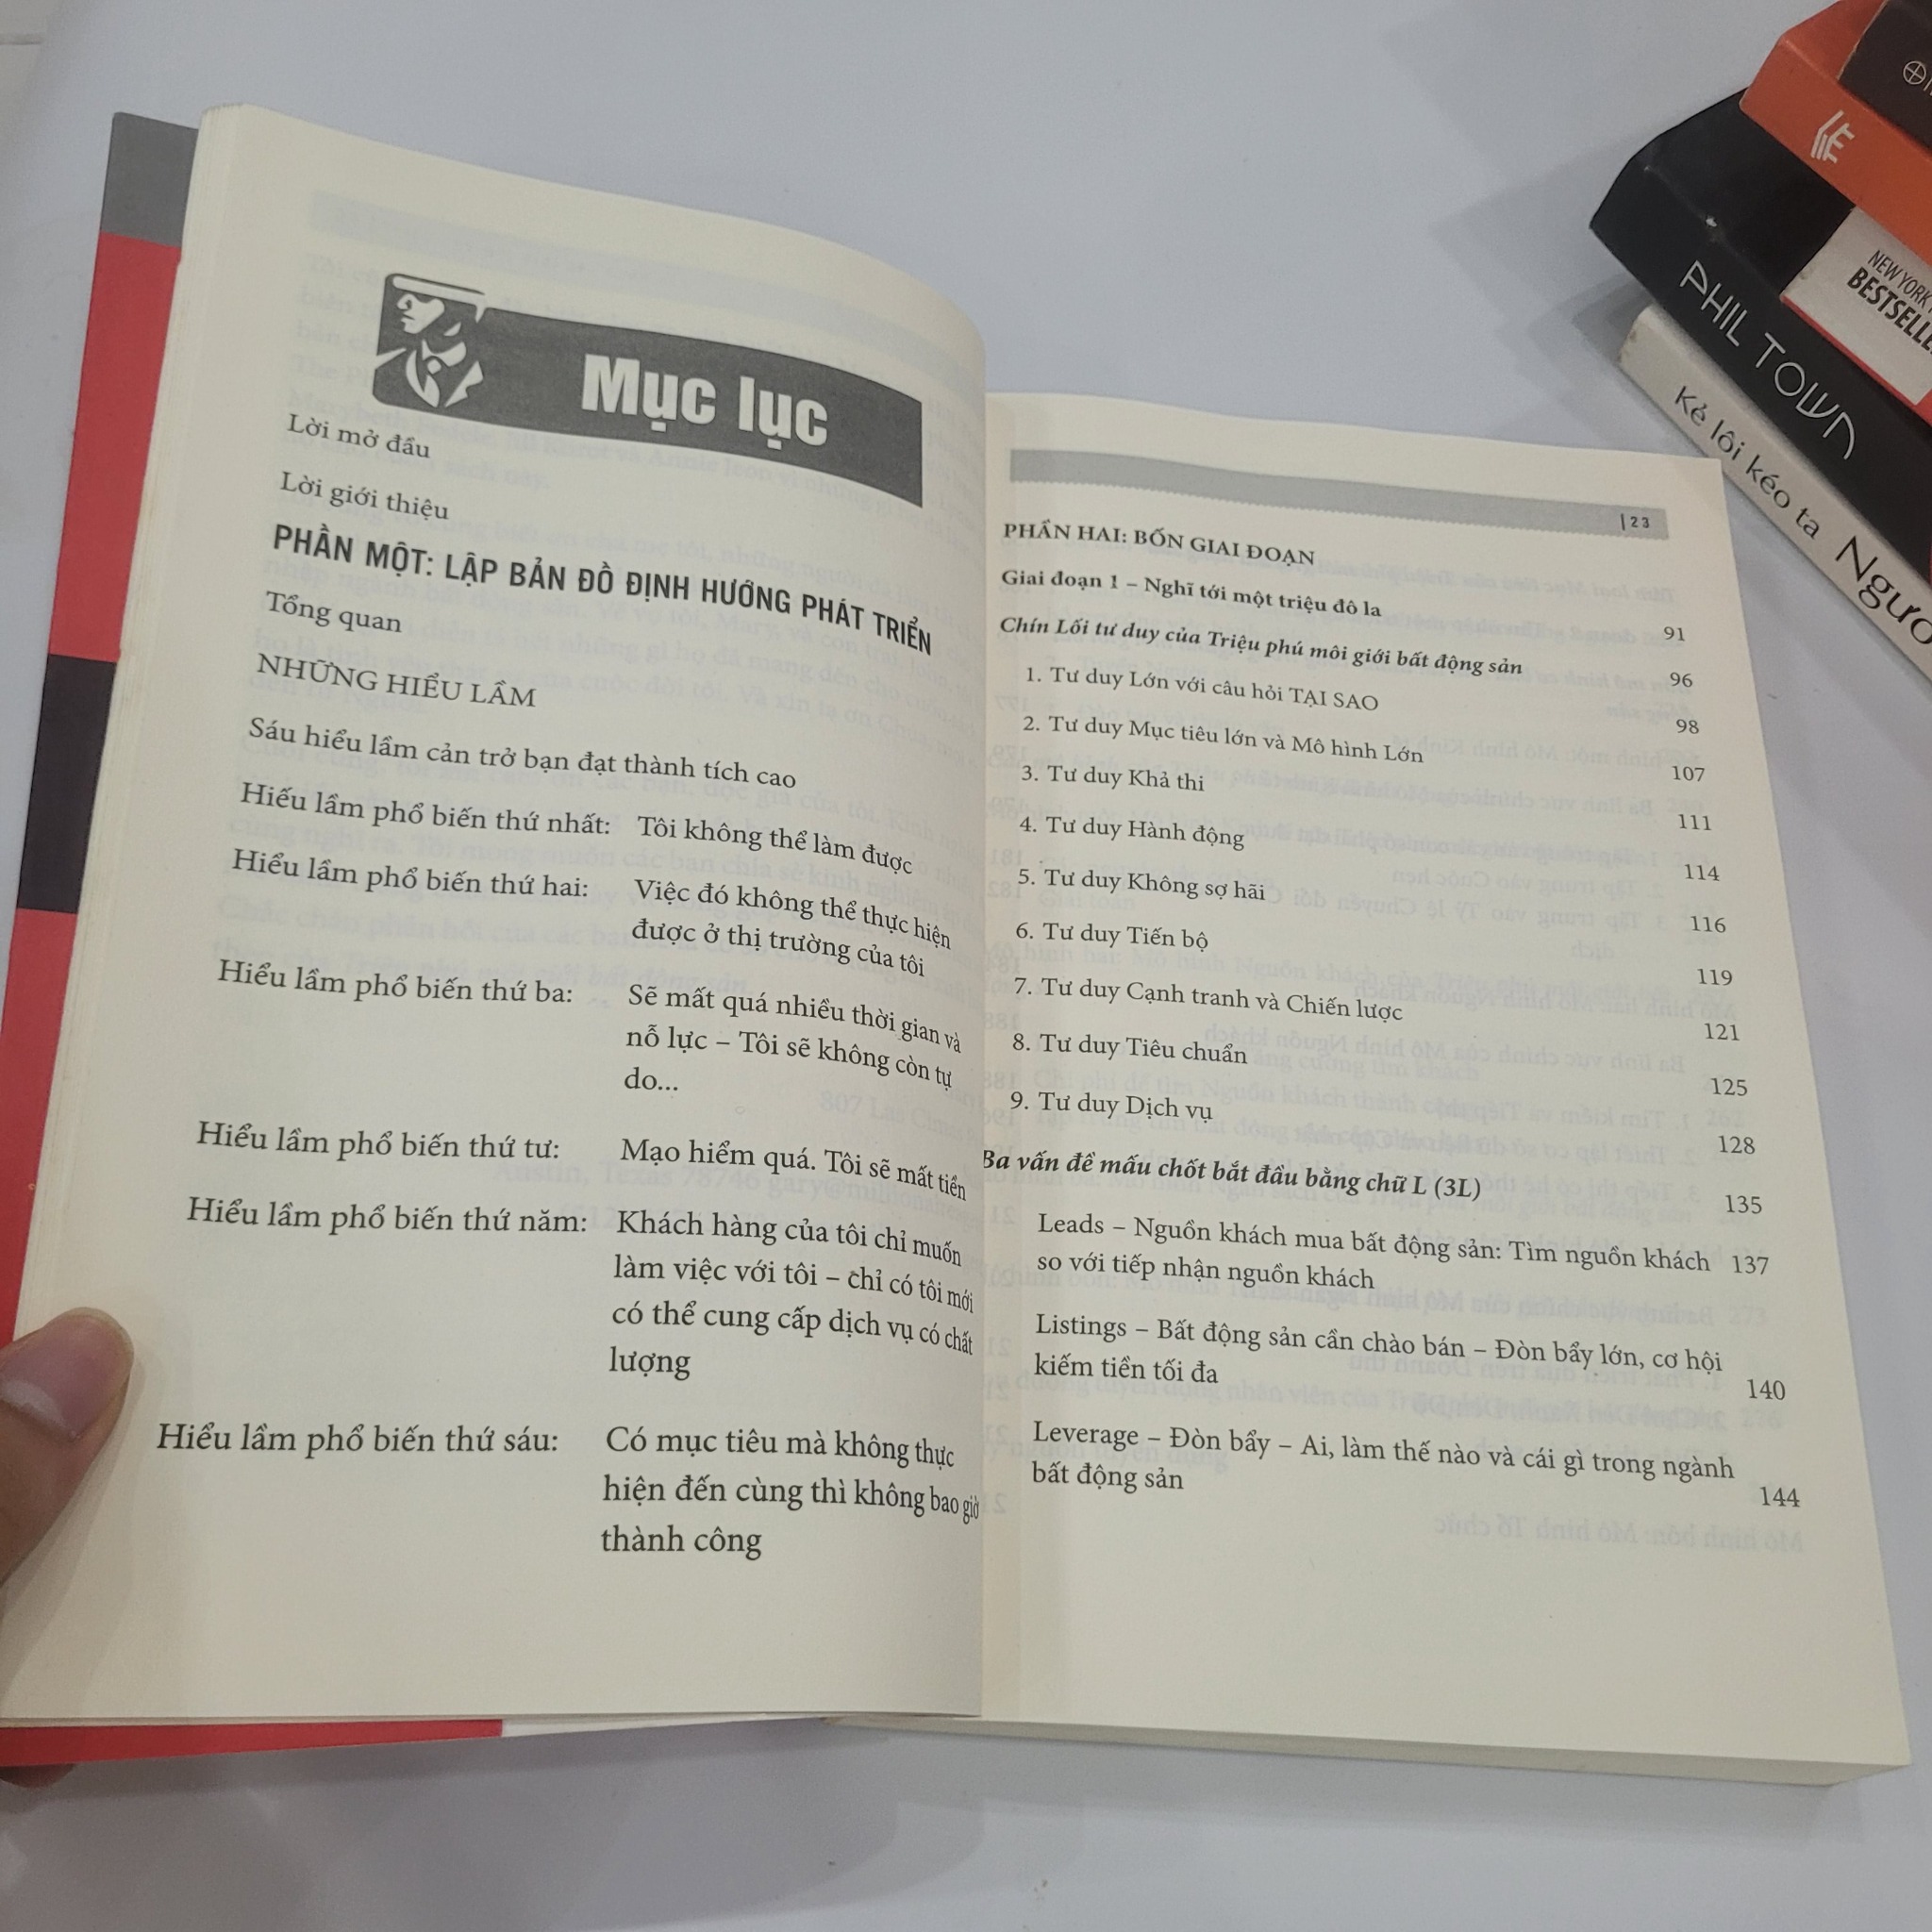 Mục lục
Lời mở đầu
Lời giới thiệu
PHẦN MỘT: LẬP BẢN ĐỒ ĐỊNH HƯỚNG PHÁT TRIỂN
Tổng quan
NHỮNG HIỂU LẦM
Sáu hiểu lầm cản trở bạn đạt thành tích cao
Hiếu lầm phổ biến thứ nhất: Tôi không thể làm được
Hiểu lầm phổ biến thứ hai: Việc đó không thể thực hiện
được ở thị trường của tôi
Hiểu lầm phổ biến thứ ba: Sẽ mất quá nhiều thời gian và
nỗ lực – Tôi sẽ không còn tự
do...
Hiểu lầm phổ biến thứ tư: Mạo hiểm quá. Tôi sẽ mất tiền
Hiểu lầm phổ biến thứ năm: Khách hàng của tôi chỉ muốn
làm việc với tôi – chỉ có tôi mới
có thể cung cấp dịch vụ có chất
lượng
Hiểu lầm phổ biến thứ sáu: Có mục tiêu mà không thực
hiện đến cùng thì không bao giờ
thành công
|23
PHẦN HAI: BỐN GIAI ĐOẠN
Giai đoạn 1 – Nghĩ tới một triệu đô la 91
Chín Lối tư duy của Triệu phú môi giới bất động sản 96
1. Tư duy Lớn với câu hỏi TẠI SAO 98
2. Tư duy Mục tiêu lớn và Mô hình Lớn 107
3. Tư duy Khả thi 111
4. Tư duy Hành động 114
5. Tư duy Không sợ hãi 116
6. Tư duy Tiến bộ 119
7. Tư duy Cạnh tranh và Chiến lược 121
8. Tư duy Tiêu chuẩn 125
9. Tư duy Dịch vụ 128
Ba vấn đề mấu chốt bắt đầu bằng chữ L (3L) 135
Leads – Nguồn khách mua bất động sản: Tìm nguồn khách 137
so với tiếp nhận nguồn khách
Listings – Bất động sản cần chào bán – Đòn bẩy lớn, cơ hội
kiếm tiền tối đa 140
Leverage – Đòn bẩy – Ai, làm thế nào và cái gì trong ngành
bất động sản 144
NEW YORK
BESTSELLE
PHIL TOWN
Kẻ lôi kéo ta